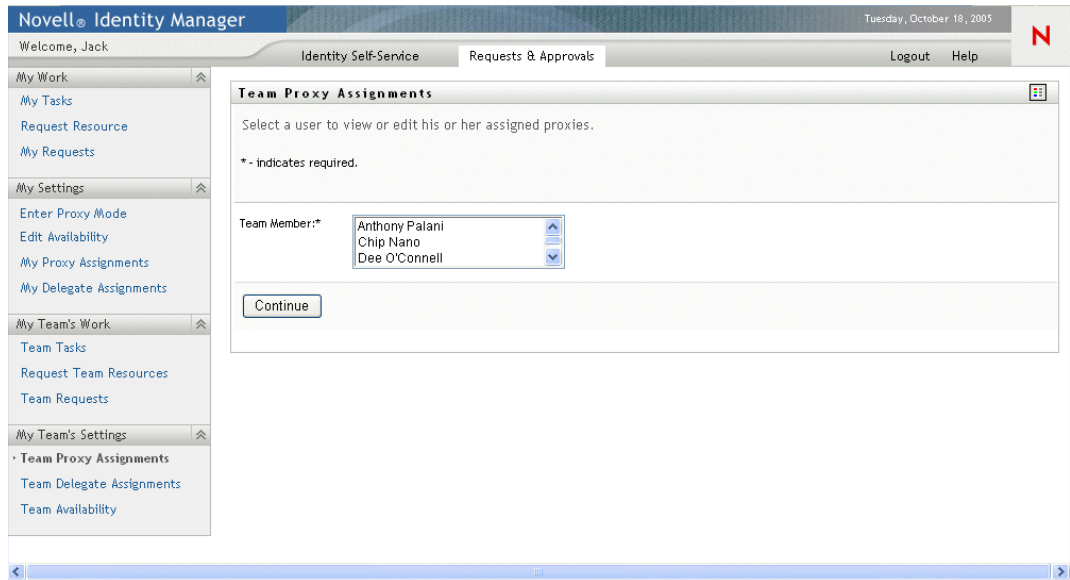 Novell® Identity Manager
Tuesday, October 18, 2005
N
Welcome, Jack
Identity Self-Service
Requests & Approvals
Logout
Help
My Work
My Tasks
Request Resource
My Requests
My Settings
Enter Proxy Mode
Edit Availability
My Proxy Assignments
My Delegate Assignments
My Team's Work
Team Tasks
Request Team Resources
Team Requests
My Team's Settings
Team Proxy Assignments
Team Delegate Assignments
Team Availability
Team Proxy Assignments
Select a user to view or edit his or her assigned proxies.
* - indicates required.
Team Member:*
Anthony Palani
Chip Nano
Dee O'Connell
Continue